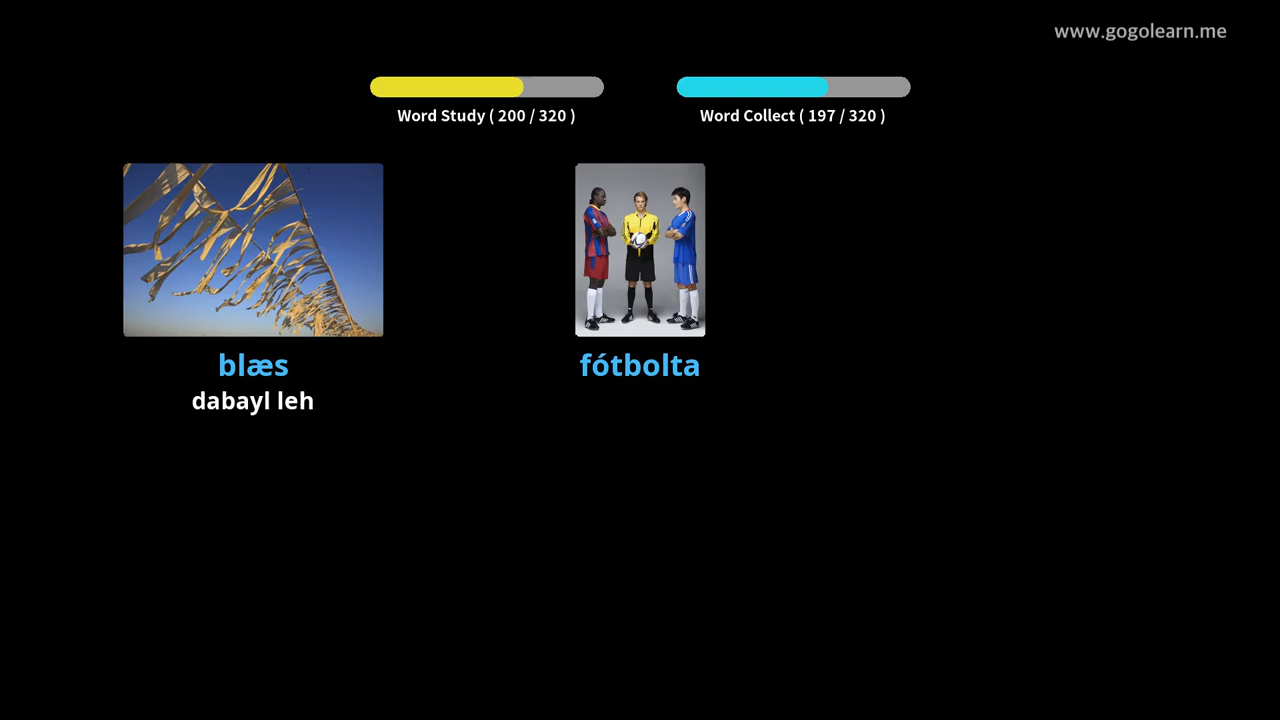 www.gogolearn.me
Word Study ( 200 / 320 )
Word Collect ( 197 / 320 )
blæs
dabayl leh
fótbolta